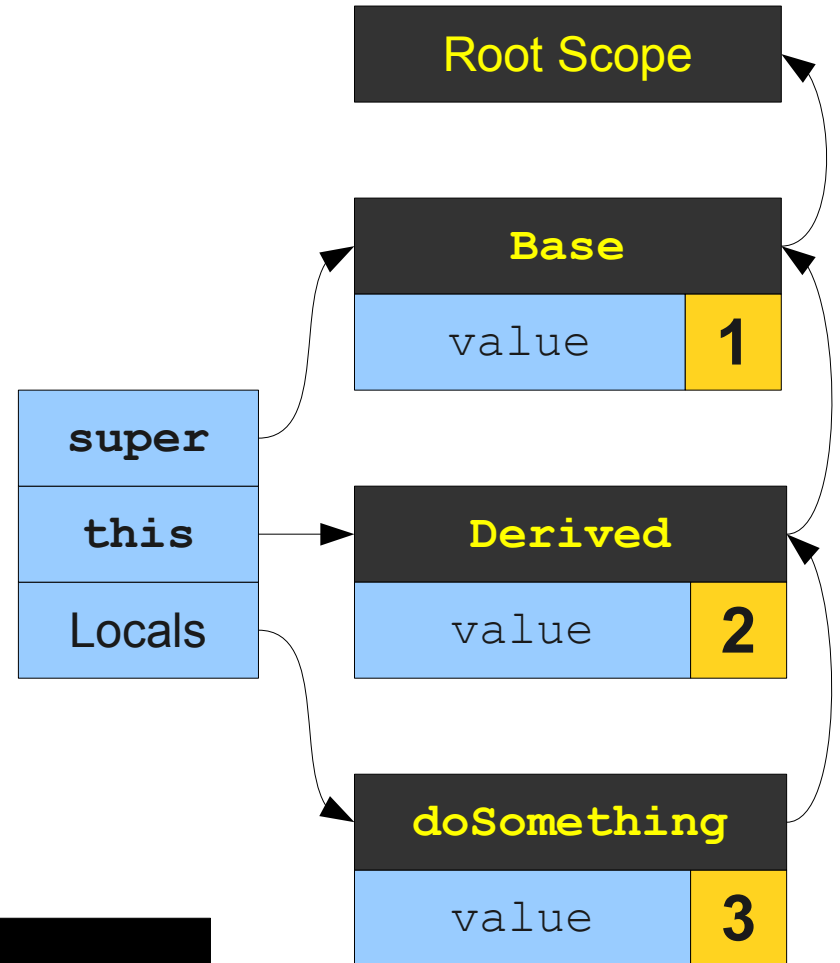 Root Scope
Base
value 1
super
this
Locals
Derived
value 2
doSomething
value 3